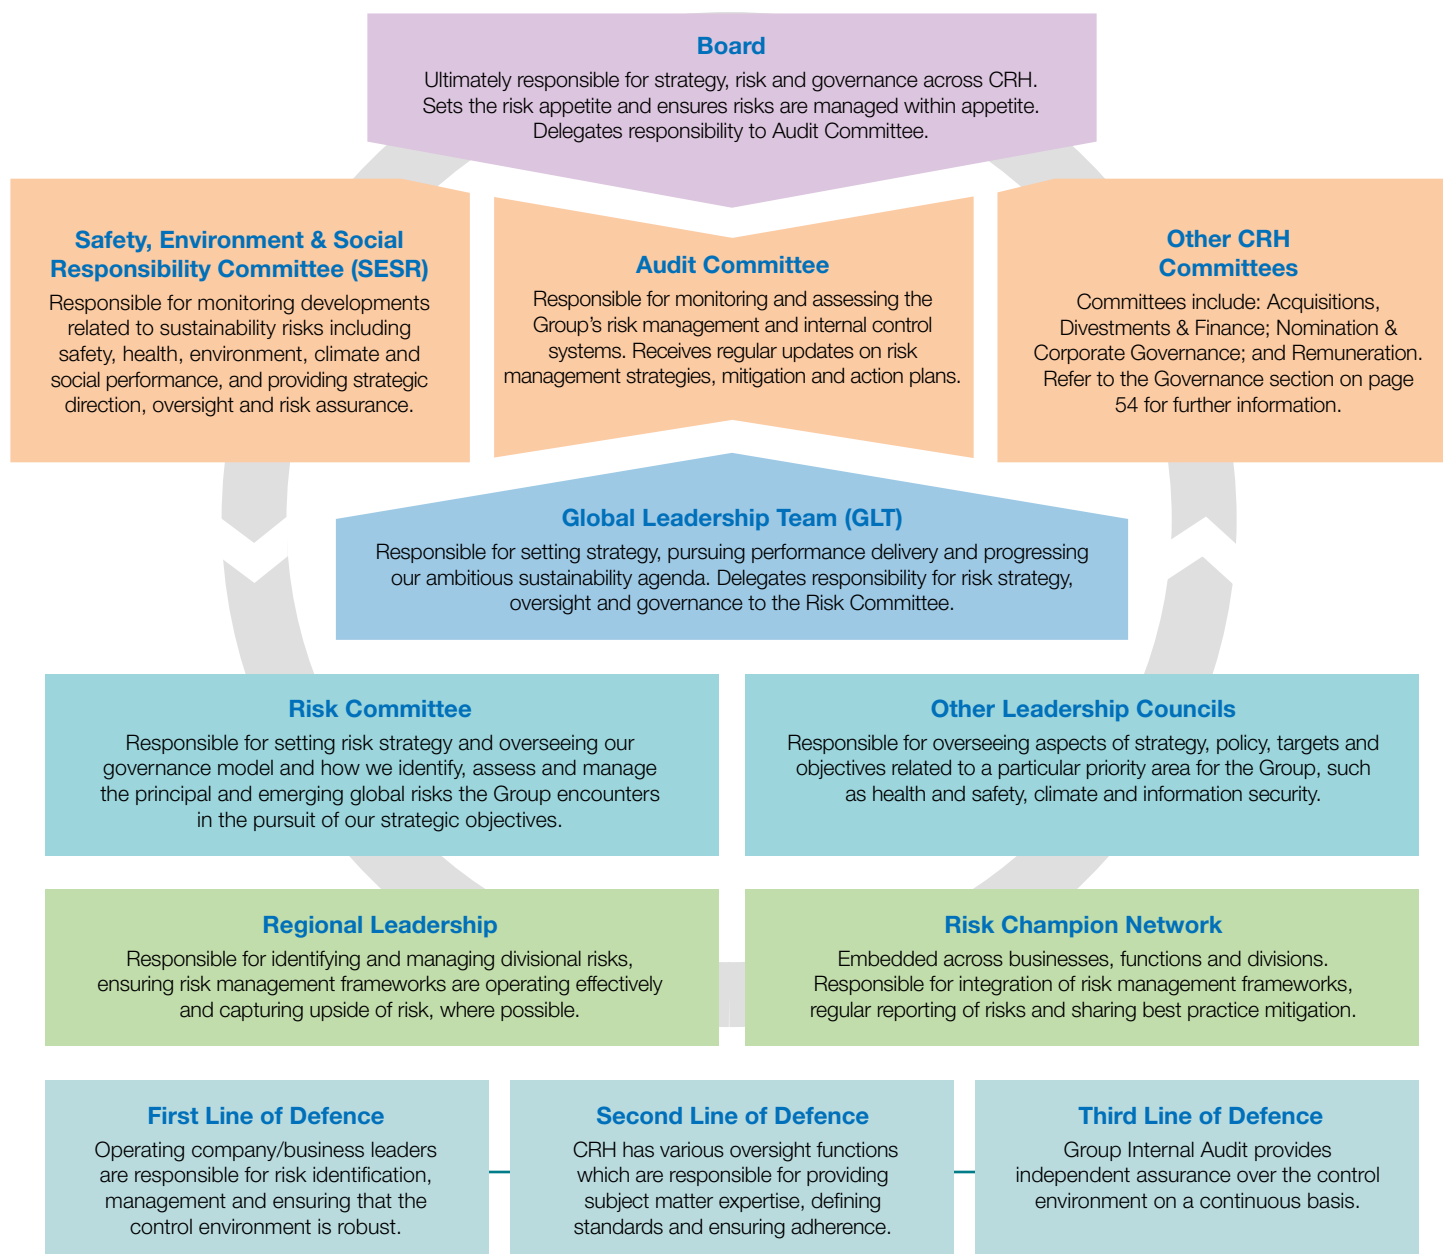 Board
Ultimately responsible for strategy, risk and governance across CRH.
Sets the risk appetite and ensures risks are managed within appetite.
Delegates responsibility to Audit Committee.
Safety, Environment & Social
Responsibility Committee (SESR)
Responsible for monitoring developments
related to sustainability risks including
safety, health, environment, climate and
social performance, and providing strategic
direction, oversight and risk assurance.
Audit Committee
Responsible for monitoring and assessing the
Group’s risk management and internal control
systems. Receives regular updates on risk
management strategies, mitigation and action plans.
Other CRH
Committees
Committees include: Acquisitions,
Divestments & Finance; Nomination &
Corporate Governance; and Remuneration.
Refer to the Governance section on page
54 for further information.
Global Leadership Team (GLT)
Responsible for setting strategy, pursuing performance delivery and progressing
our ambitious sustainability agenda. Delegates responsibility for risk strategy,
oversight and governance to the Risk Committee.
Risk Committee
Responsible for setting risk strategy and overseeing our
governance model and how we identify, assess and manage
the principal and emerging global risks the Group encounters
in the pursuit of our strategic objectives.
Other Leadership Councils
Responsible for overseeing aspects of strategy, policy, targets and
objectives related to a particular priority area for the Group, such
as health and safety, climate and information security.
Regional Leadership
Responsible for identifying and managing divisional risks,
ensuring risk management frameworks are operating effectively
and capturing upside of risk, where possible.
Risk Champion Network
Embedded across businesses, functions and divisions.
Responsible for integration of risk management frameworks,
regular reporting of risks and sharing best practice mitigation.
First Line of Defence
Operating company/business leaders
are responsible for risk identification,
management and ensuring that the
control environment is robust.
Second Line of Defence
CRH has various oversight functions
which are responsible for providing
subject matter expertise, defining
standards and ensuring adherence.
Third Line of Defence
Group Internal Audit provides
independent assurance over the control
environment on a continuous basis.